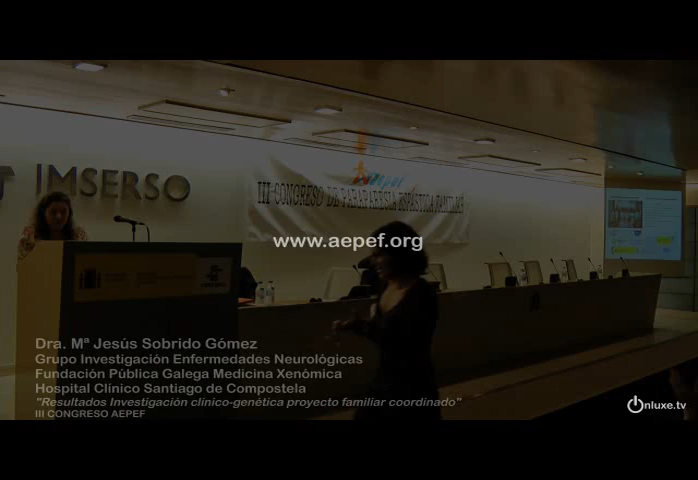 IMSERSO
aepef
III CONGRESO DE PARAPARESIA ESPÁSTICA FAMILIAR
www.aepef.org
Dra. Mª Jesús Sobrido Gómez
Grupo Investigación Enfermedades Neurológicas
Fundación Pública Galega Medicina Xenómica
Hospital Clínico Santiago de Compostela
"Resultados Investigación clínico-genética proyecto familiar coordinado"
III CONGRESO AEPEF
onluxe.tv